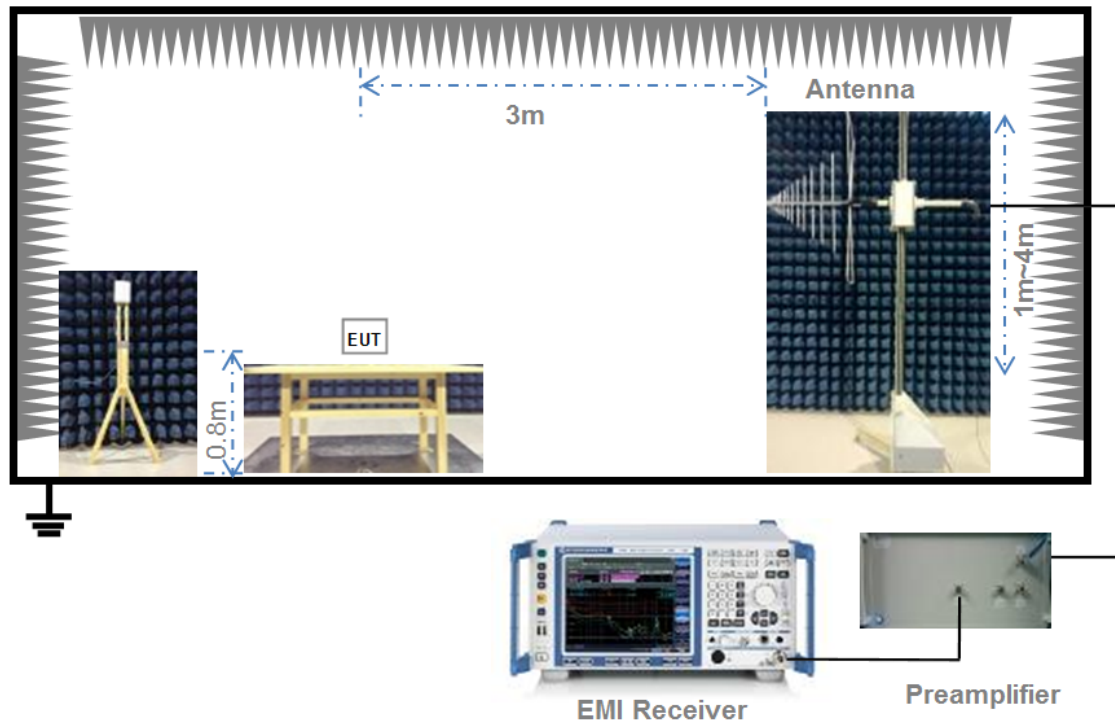 Antenna
3m
1m~4m
EUT
0.8m
EMI Receiver
Preamplifier